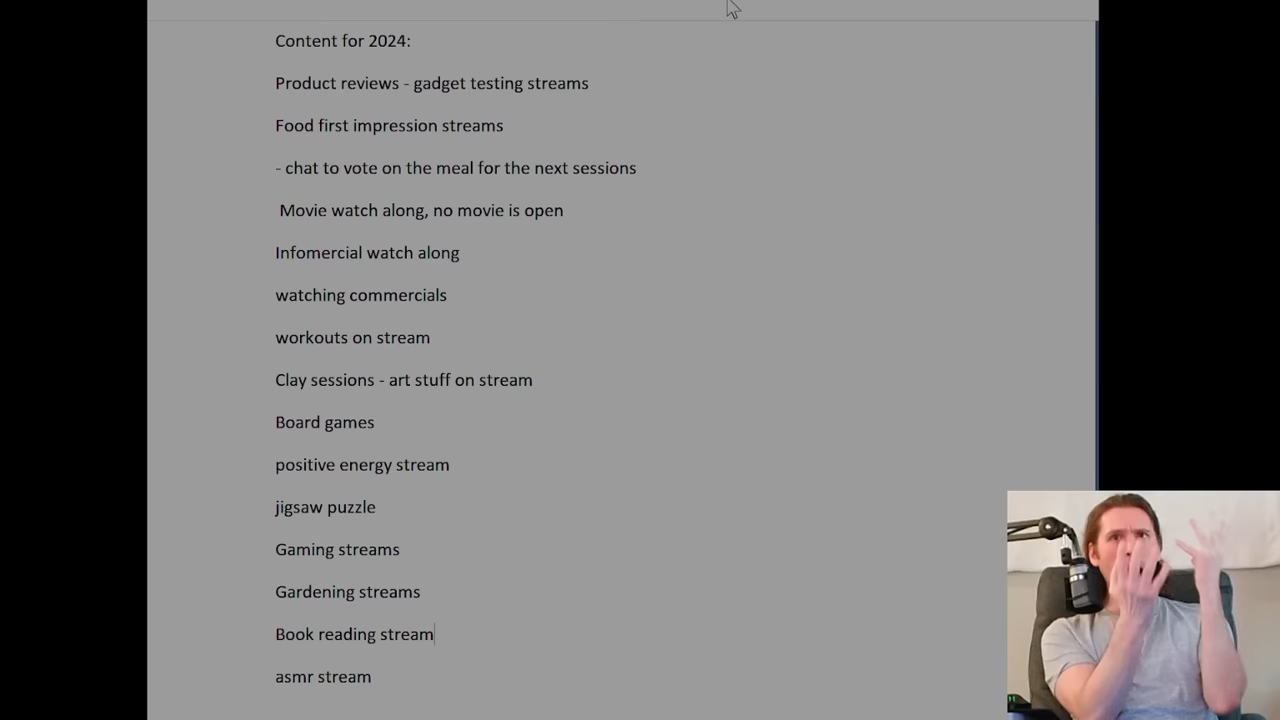 Content for 2024:
Product reviews - gadget testing streams
Food first impression streams
- chat to vote on the meal for the next sessions
Movie watch along, no movie is open
Infomercial watch along
watching commercials
workouts on stream
Clay sessions - art stuff on stream
Board games
positive energy stream
jigsaw puzzle
Gaming streams
Gardening streams
Book reading stream
asmr stream